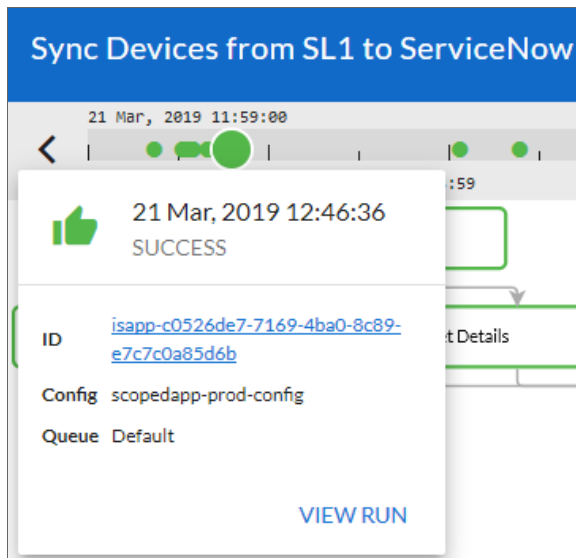 Sync Devices from SL1 to ServiceNow
21 Mar, 2019 11:59:00
:59
21 Mar, 2019 12:46:36
SUCCESS
ID isapp-c0526de7-7169-4ba0-8c89-
e7c7c0a85d6b
t Details
Config scopedapp-prod-config
Queue Default
VIEW RUN